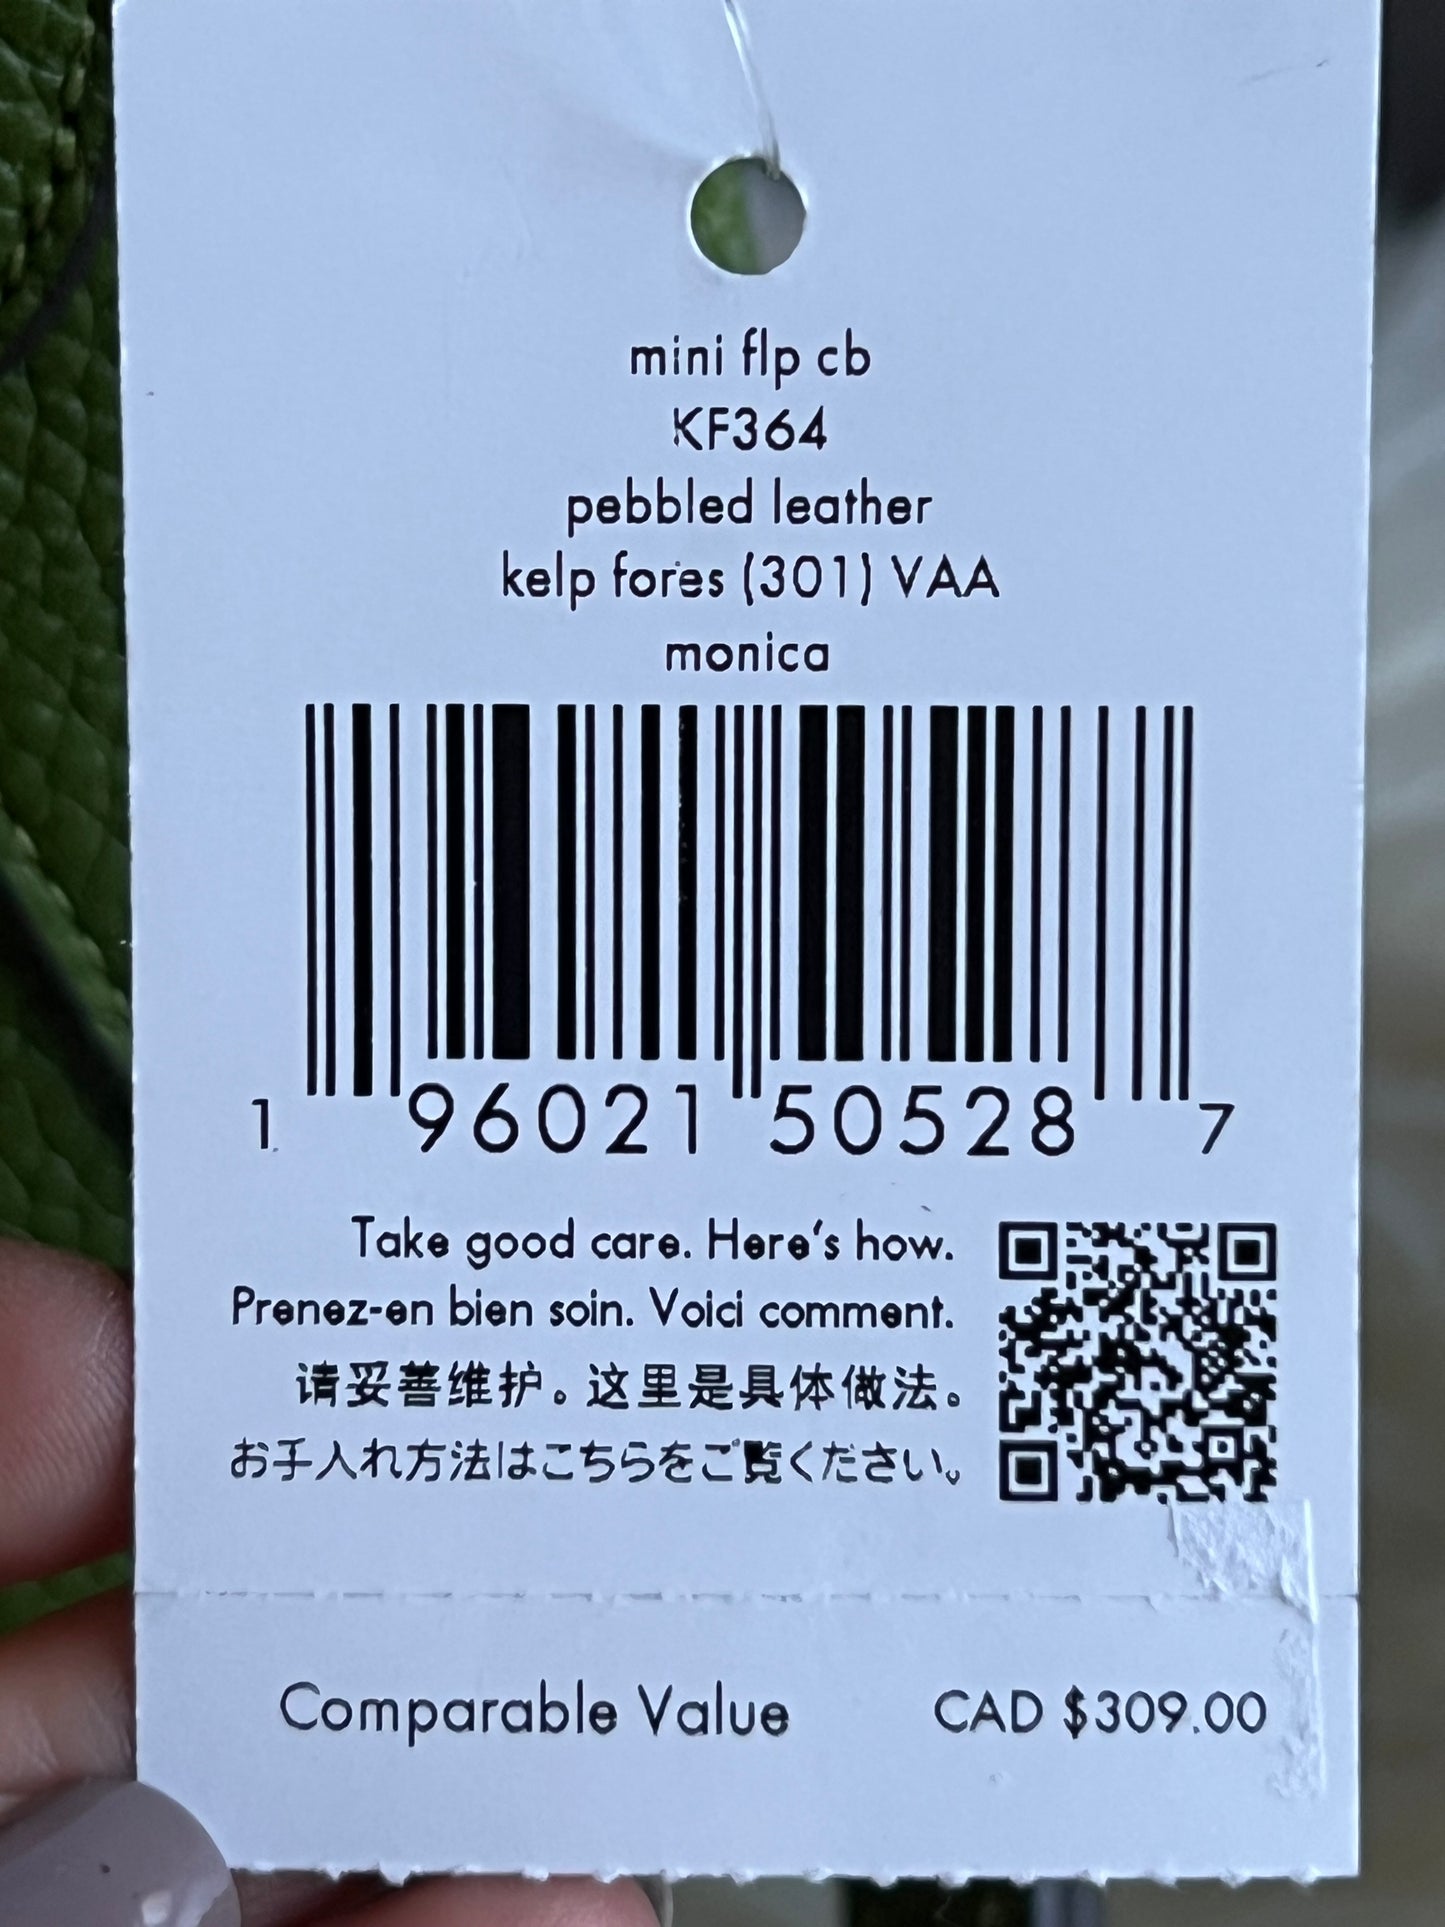 mini flp cb
KF364
pebbled leather
kelp fores (301) VAA
monica
1 96021 50528 7
Take good care. Here's how.
Prenez-en bien soin. Voici comment.
请妥善维护。这里是具体做法。
お手入れ方法はこちらをご覧ください。
Comparable Value CAD $309.00